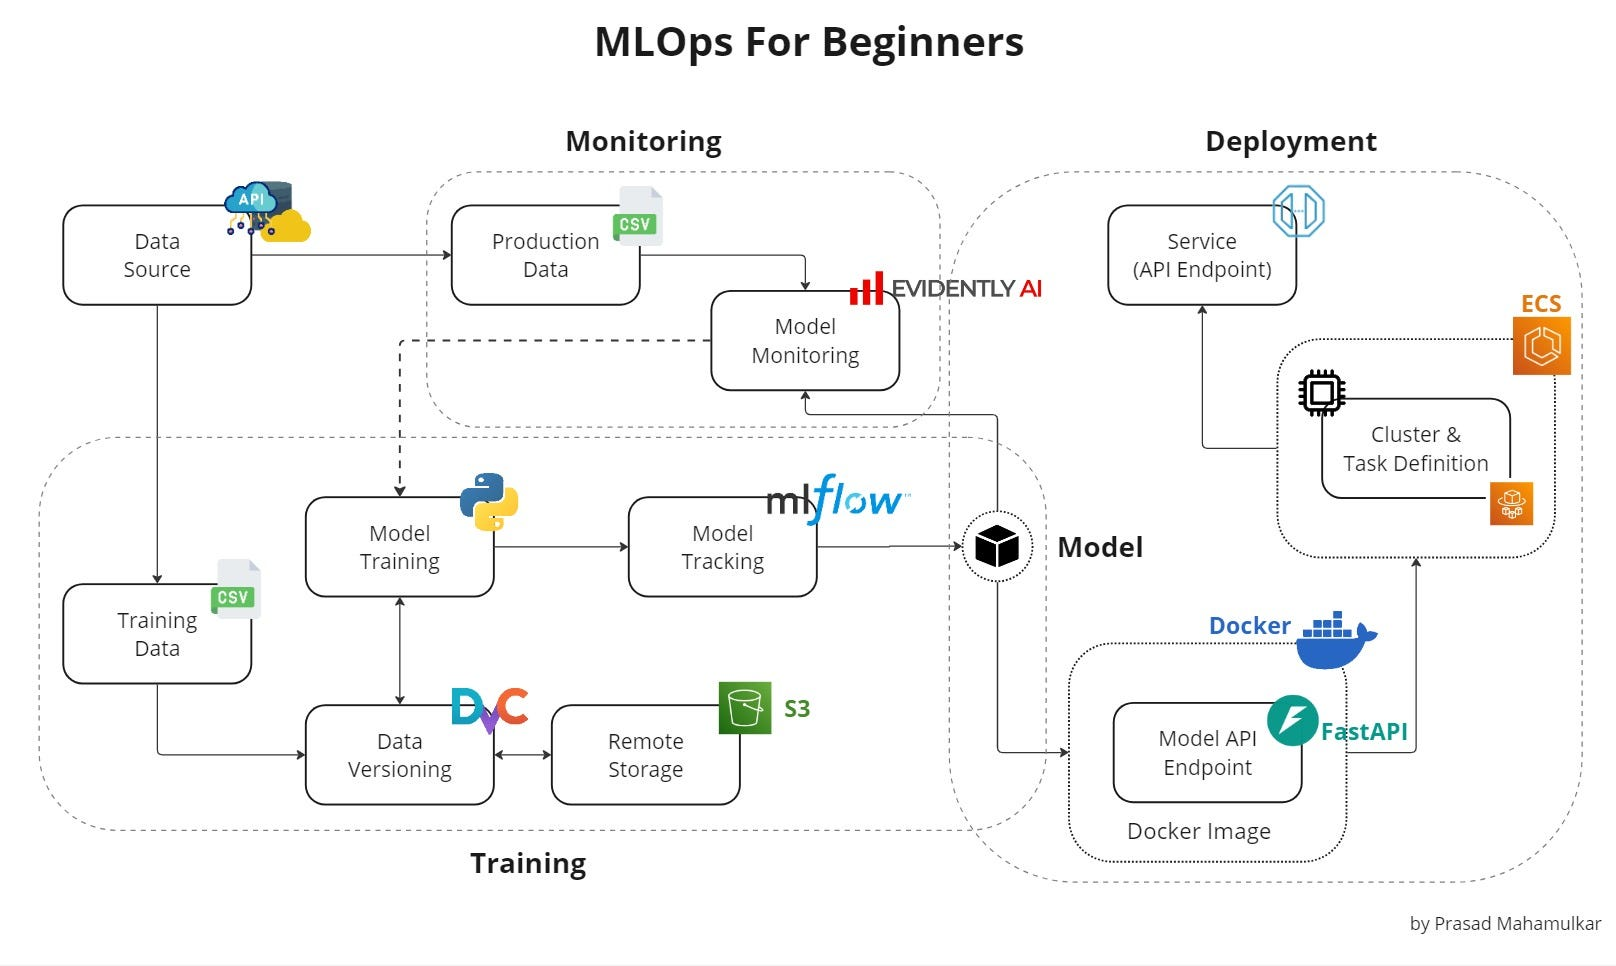 MLOps For Beginners
Monitoring
Deployment
API
Data
Source
Production
Data
CSV
EVIDENTLY AI
Model
Monitoring
Service
(API Endpoint)
ECS
Cluster &
Task Definition
Model
Training
mlflow™
Model
Tracking
Model
CSV
Training
Data
Docker
DVC
Data
Versioning
S3
Remote
Storage
FastAPI
Model API
Endpoint
Docker Image
Training
by Prasad Mahamulkar